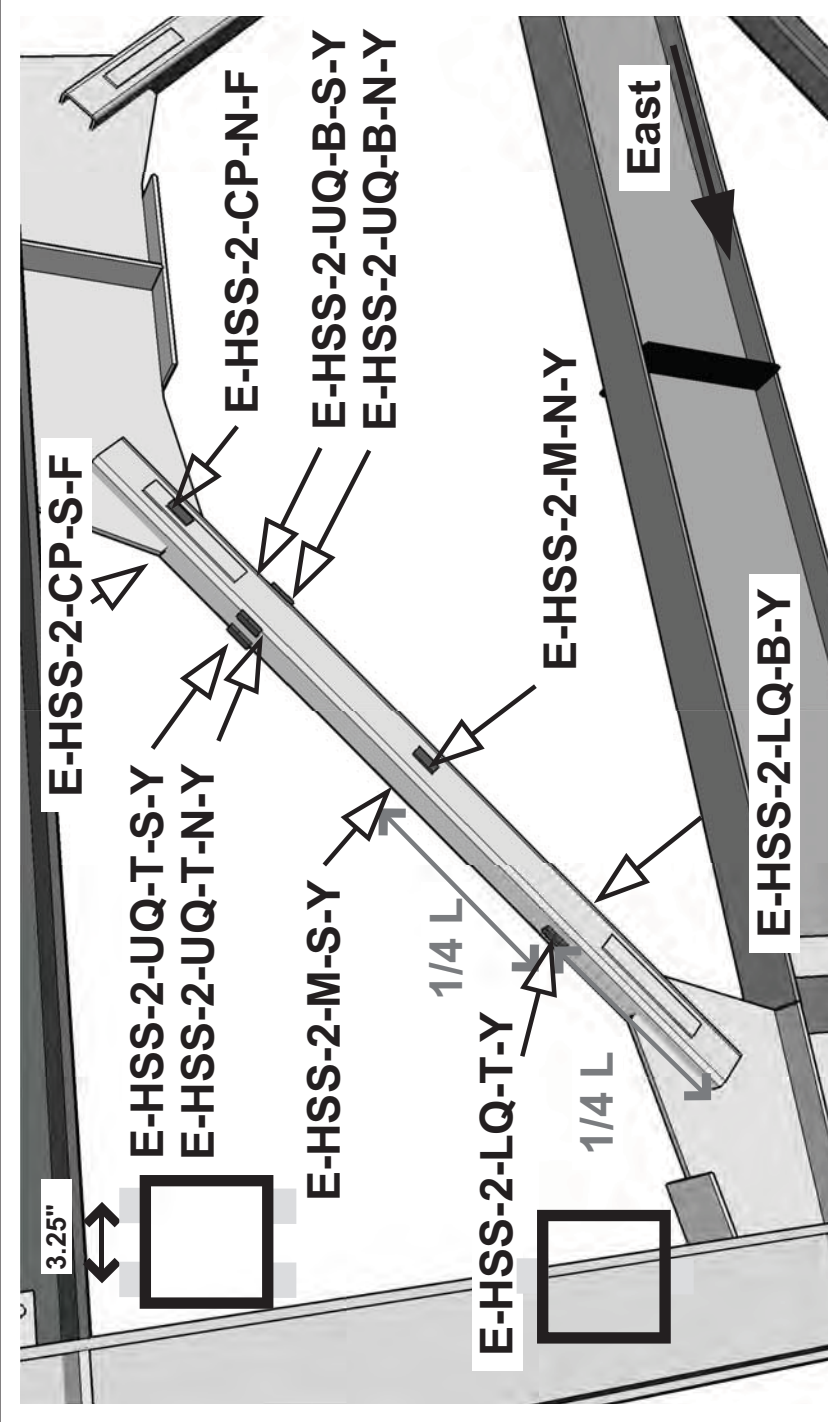 E-HSS-2-CP-S-F
E-HSS-2-CP-N-F
E-HSS-2-UQ-B-S-Y
E-HSS-2-UQ-B-N-Y
E-HSS-2-UQ-T-S-Y
E-HSS-2-UQ-T-N-Y
E-HSS-2-M-S-Y
E-HSS-2-M-N-Y
E-HSS-2-LQ-T-Y
E-HSS-2-LQ-B-Y
1/4 L
1/4 L
3.25"
East